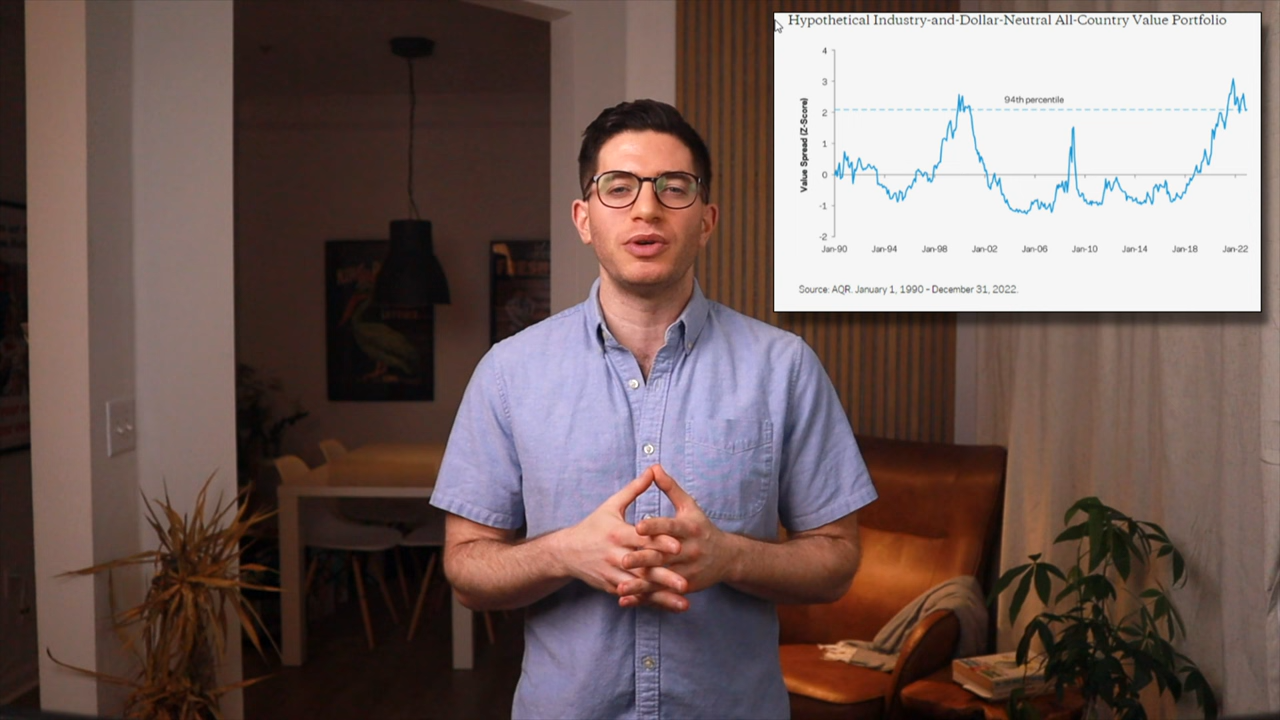 Hypothetical Industry-and-Dollar-Neutral All-Country Value Portfolio
4
3
94th percentile
2
1
0
-1
-2
Value Spread (Z-Score)
Jan-90 Jan-94 Jan-98 Jan-02 Jan-06 Jan-10 Jan-14 Jan-18 Jan-22
Source: AQR. January 1, 1990 – December 31, 2022.